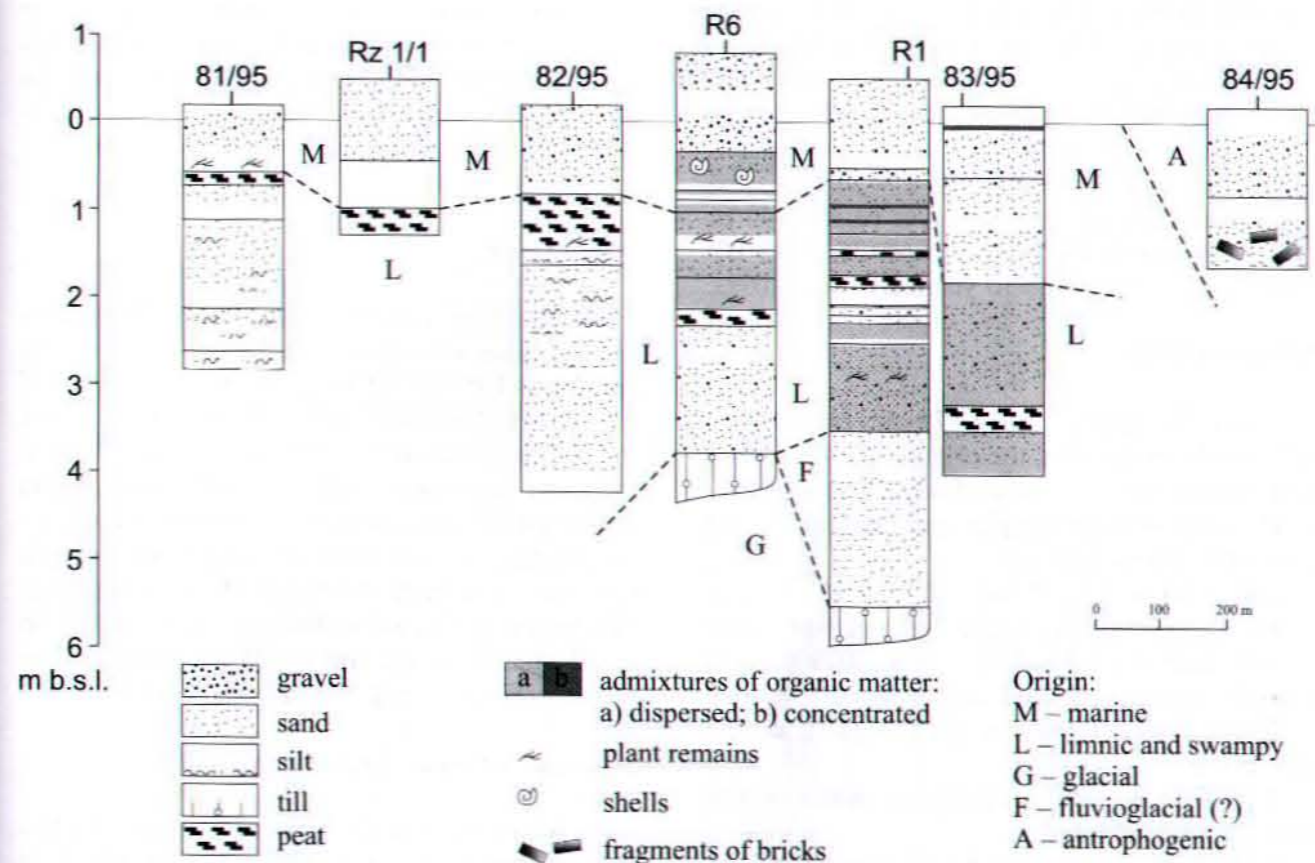 R6
Rz 1/1 R1
81/95 82/95 83/95 84/95
1
0
1
2
3
4
5
6
m b.s.l.
M M M M A
L L L L
F
G
0 100 200 m
gravel
sand
silt
till
peat
a b admixtures of organic matter:
a) dispersed; b) concentrated
plant remains
shells
fragments of bricks
Origin:
M – marine
L – limnic and swampy
G – glacial
F – fluvioglacial (?)
A – antrophogenic